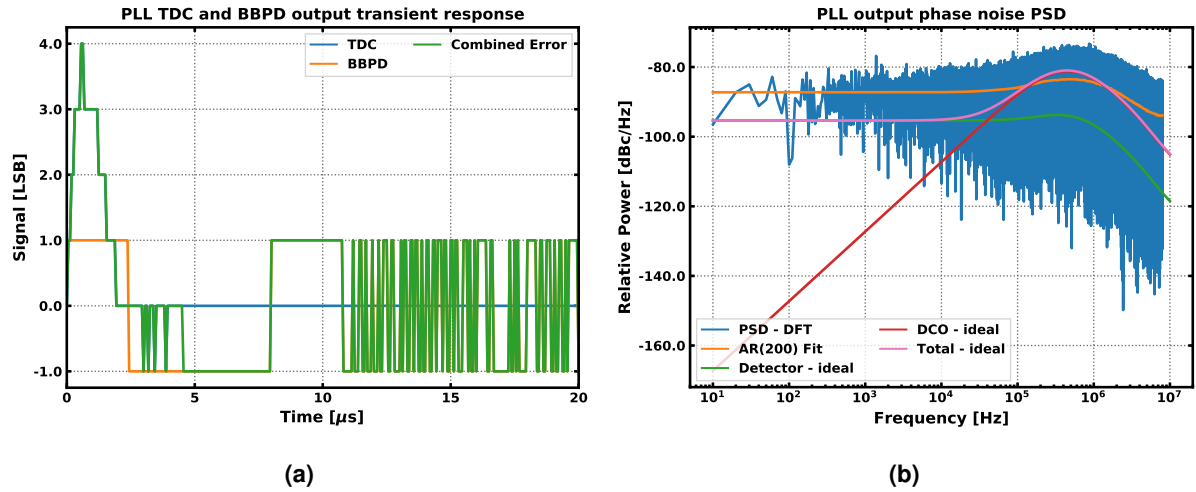 PLL TDC and BBPD output transient response
Signal [LSB]
4.0
3.0
2.0
1.0
0.0
-1.0
TDC
BBPD
Combined Error
0
5
10
15
20
Time [μs]
(a)
PLL output phase noise PSD
Relative Power [dBc/Hz]
-80.0
-100.0
-120.0
-140.0
-160.0
PSD - DFT
AR(200) Fit
Detector - ideal
DCO - ideal
Total - ideal
10¹
10²
10³
10⁴
10⁵
10⁶
10⁷
Frequency [Hz]
(b)